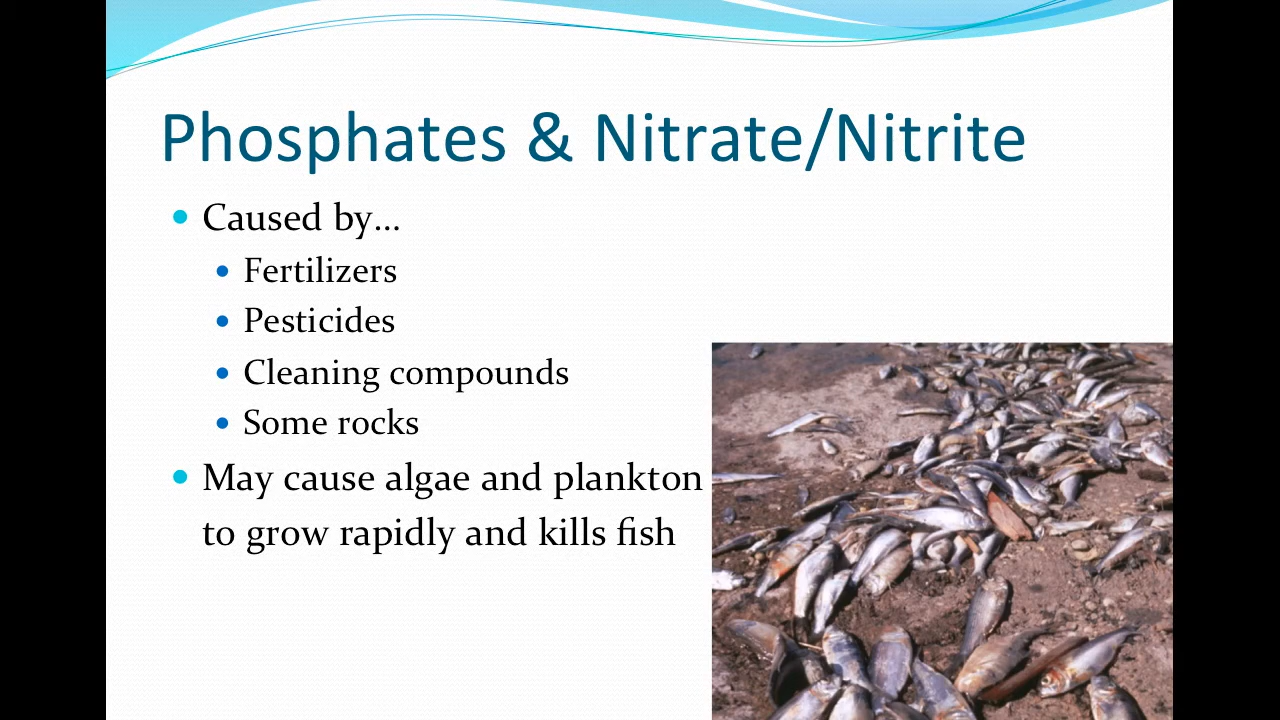 Phosphates & Nitrate/Nitrite
Caused by...
Fertilizers
Pesticides
Cleaning compounds
Some rocks
May cause algae and plankton
to grow rapidly and kills fish